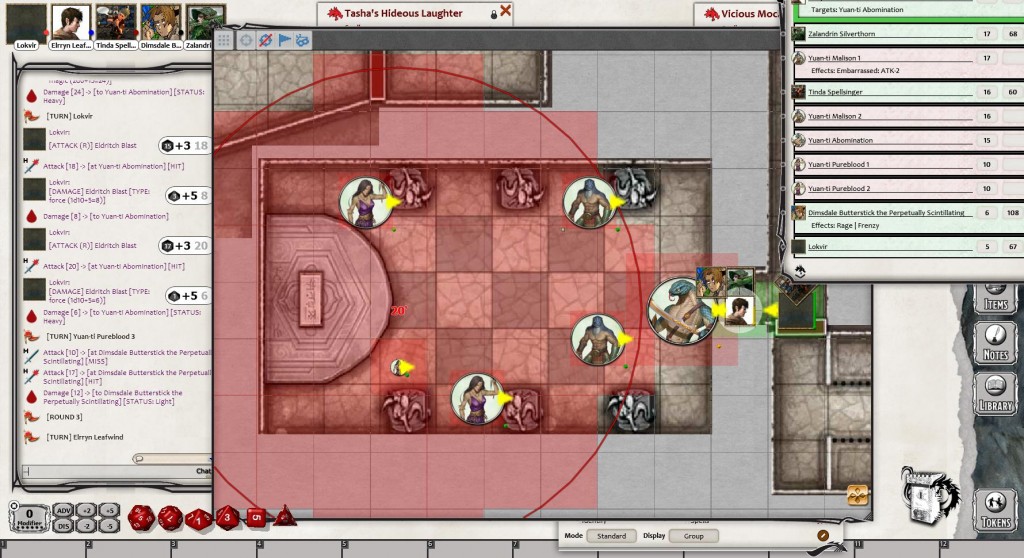 Tasha's Hideous Laughter
Vicious Moc
Lokvir
Elrryn Leaf...
Tinda Spell...
Dimsdale B...
Zalandri
Damage [24] -> [to Yuan-ti Abomination] [STATUS:
Heavy]
[TURN] Lokvir
Lokvir:
[ATTACK (R)] Eldritch Blast
+3 18
Attack [18] -> [at Yuan-ti Abomination] [HIT]
Lokvir:
[DAMAGE] Eldritch Blast [TYPE:
force (1d10+5=8)]
+5 8
Damage [8] -> [to Yuan-ti Abomination]
Lokvir:
[ATTACK (R)] Eldritch Blast
+3 20
Attack [20] -> [at Yuan-ti Abomination] [HIT]
Lokvir:
[DAMAGE] Eldritch Blast [TYPE:
force (1d10+5=6)]
+5 6
Damage [6] -> [to Yuan-ti Abomination] [STATUS:
Heavy]
[TURN] Yuan-ti Pureblood 3
Attack [10] -> [at Dimsdale Butterstick the Perpetually
Scintillating] [MISS]
Attack [17] -> [at Dimsdale Butterstick the Perpetually
Scintillating] [HIT]
Damage [12] -> [to Dimsdale Butterstick the
Perpetually Scintillating] [STATUS: Light]
[ROUND 3]
[TURN] Elrryn Leafwind
Chat
20'
Targets: Yuan-ti Abomination
Zalandrin Silverthorn 17 68
Yuan-ti Malison 1 17
Effects: Embarrassed; ATK-2
Tinda Spellsinger 16 60
Yuan-ti Malison 2 16
Yuan-ti Abomination 15
Yuan-ti Pureblood 1 10
Yuan-ti Pureblood 2 10
Dimsdale Butterstick the Perpetually Scintillating 6 108
Effects: Rage | Frenzy
Lokvir 5 67
Items
Notes
Library
Tokens
0
Modifier
ADV
+2
+5
DIS
-2
-5
Mode Standard Display Group
1 2 3 4 5 6 7 11 12